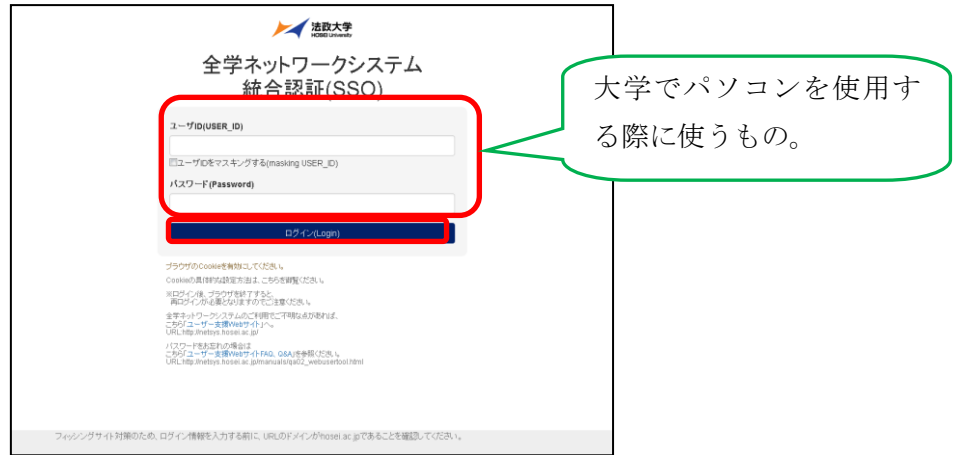 法政大学
HOSEI University
全学ネットワークシステム
統合認証(SSO)
ユーザID(USER_ID)
ユーザIDをマスキングする(masking USER_ID)
パスワード(Password)
ログイン(Login)
ブラウザのCookieを有効にしてください。
Cookieの具体的な設定方法は、こちらを御覧ください。
※ログイン後、ブラウザを終了すると、
再ログインが必要となりますのでご注意ください。
全学ネットワークシステムのご利用でご不明な点があれば、
こちら「ユーザー支援Webサイト」へ。
URL:http://netsys.hosei.ac.jp/
パスワードをお忘れの場合は
こちら「ユーザー支援Webサイト FAQ、Q&A」を参照ください。
URL:http://netsys.hosei.ac.jp/manuals/qa02_webusertool.html
フィッシングサイト対策のため、ログイン情報を入力する前に、URLのドメインがhosei.ac.jpであることを確認してください。
大学でパソコンを使用す
る際に使うもの。